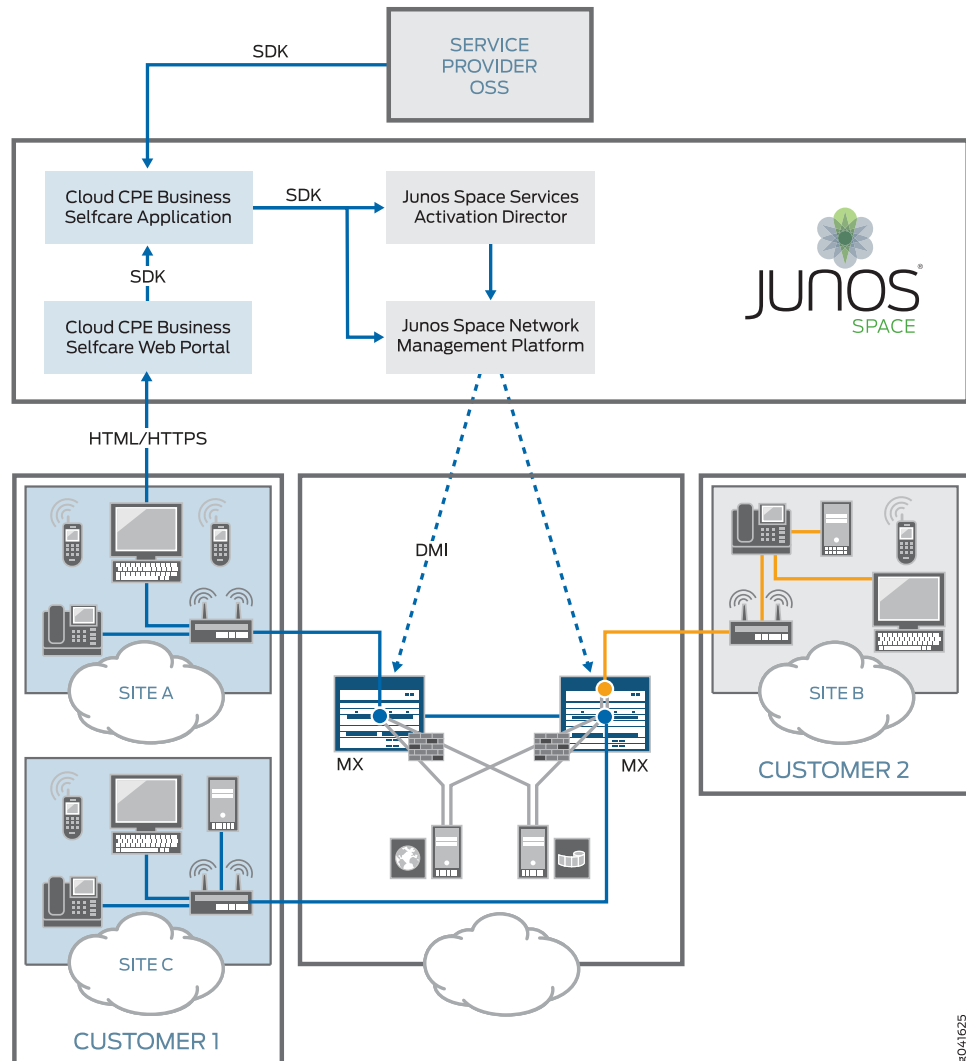 SERVICE
PROVIDER
OSS
SDK
Cloud CPE Business
Selfcare Application
SDK
Junos Space Services
Activation Director
SDK
Cloud CPE Business
Selfcare Web Portal
Junos Space Network
Management Platform
JUNOS®
SPACE
HTML/HTTPS
DMI
SITE A
SITE B
MX
MX
CUSTOMER 2
SITE C
CUSTOMER 1
g041625